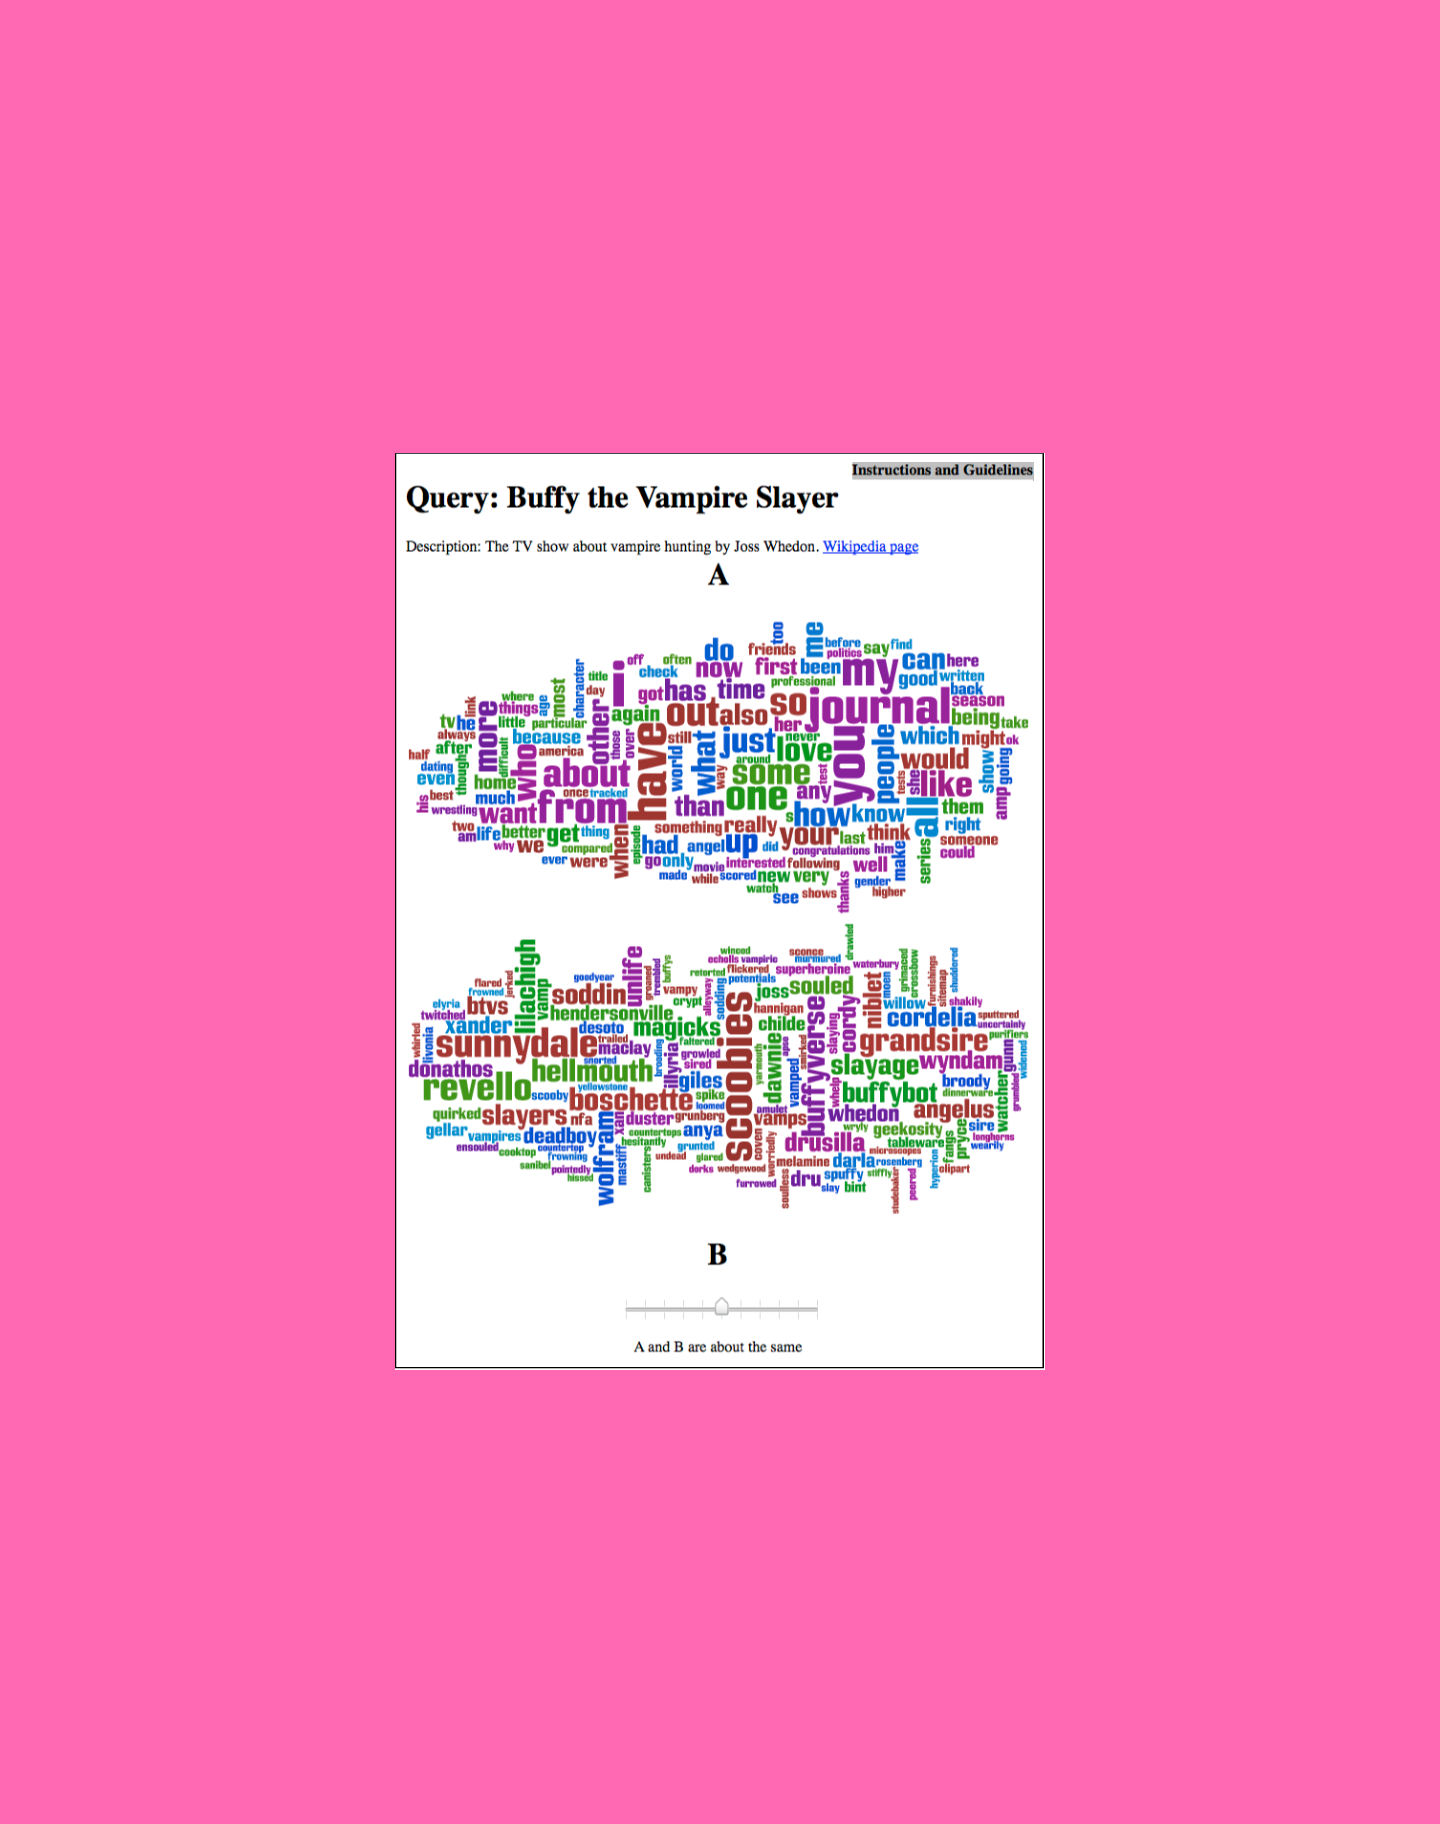 Instructions and Guidelines
Query: Buffy the Vampire Slayer
Description: The TV show about vampire hunting by Joss Whedon. Wikipedia page
A
too me before find
do friends politics say
off often now first been my can here
title check professional good written
character day i got has time so journal back season
where age most again out also her being take
link things little particular other
tv he more because those over still what just never love you people which might ok
always america world around would
half after difficult who about have way some test tests she like show going
dating thought
even home once tracked one any all amp
his best much want from than s how know them
wrestling
two am life better get thing something really your last think right someone
why we compared when episode had angel up did congratulations him make series could
ever were go only movie interested following well
made while scored new very gender
watch see shows thanks higher
drawled
lilachigh unlife winced sconce
echolls vampiric murmured waterbury grimaced crossbow furnishings sitemap shuddered
flared jerked goodyear groaned trembled buffys retorted flickered superheroine
frowned vamp soddin vampy alleyway sodding potentials joss souled niblet moen
elyria btvs crypt hannigan willow shakily
twitched xander hendersonville magicks scoobies childe buffyverse slaying cordy cordelia sputtered
whirled livonia desoto uncertainly
sunnydale trailed maclay faltered dawnie apse smirked grandsire purifiers
snorted brooding illyria growled yarmouth gunn widened
donathos hellmouth sired vamped slayage wyndam
revello yellowstone giles whelp buffybot broody grumbled
scooby boschette spike dinnerware watcher
loomed amulet
quirked slayers nfa xan duster grunberg vamps whedon angelus
gellar vampires deadboy wolfram countertops anya coven worriedly wryly geekosity sire
hesitantly drusilla tableware fangs pryce longhorns
ensouled cooktop countertop mastiff canisters grunted microscopes wearily
frowning undead glared melamine darla rosenberg hyperion
sanibel pointedly dorks wedgewood spuffy stiffly clipart
hissed furrowed soulless dru slay bint studebaker peered
B
A and B are about the same